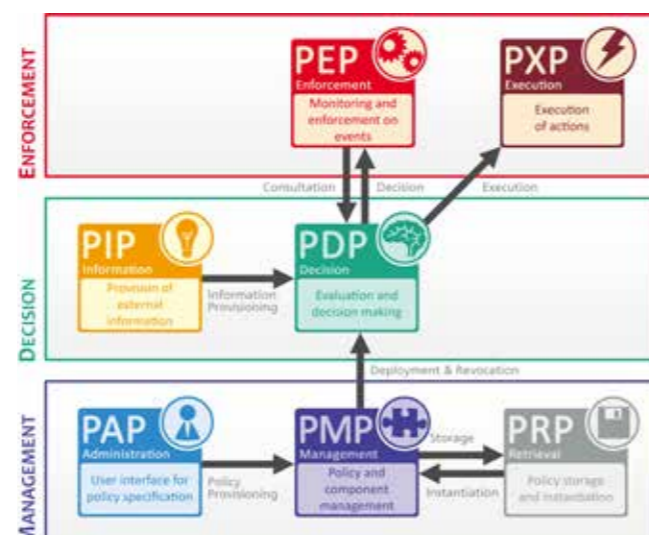 ENFORCEMENT
PEP
Enforcement
Monitoring and
enforcement on
events
PXP
Execution
Execution
of actions
Consultation
Decision
Execution
DECISION
PIP
Information
Provision of
external
information
Information
Provisioning
PDP
Decision
Evaluation and
decision making
Deployment & Revocation
MANAGEMENT
PAP
Administration
User interface for
policy specification
Policy
Provisioning
PMP
Management
Policy and
component
management
Storage
Instantiation
PRP
Retrieval
Policy storage
and instantiation